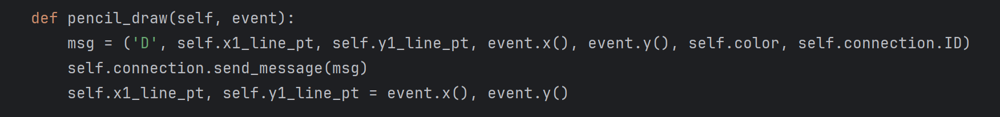 def pencil_draw(self, event):
msg = ('D', self.x1_line_pt, self.y1_line_pt, event.x(), event.y(), self.color, self.connection.ID)
self.connection.send_message(msg)
self.x1_line_pt, self.y1_line_pt = event.x(), event.y()